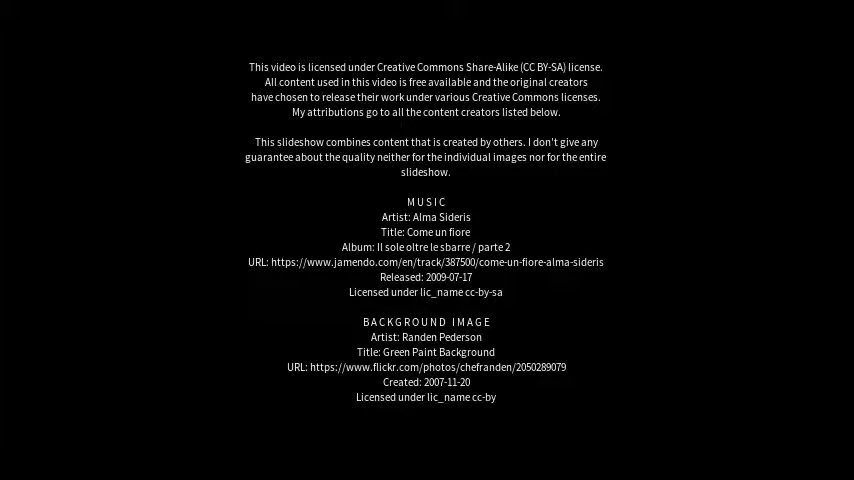 This video is licensed under Creative Commons Share-Alike (CC BY-SA) license.
All content used in this video is free available and the original creators
have chosen to release their work under various Creative Commons licenses.
My attributions go to all the content creators listed below.
This slideshow combines content that is created by others. I don't give any
guarantee about the quality neither for the individual images nor for the entire
slideshow.
MUSIC
Artist: Alma Sideris
Title: Come un fiore
Album: Il sole oltre le sbarre / parte 2
URL: https://www.jamendo.com/en/track/387500/come-un-fiore-alma-sideris
Released: 2009-07-17
Licensed under lic_name cc-by-sa
BACKGROUND IMAGE
Artist: Randen Pederson
Title: Green Paint Background
URL: https://www.flickr.com/photos/chefranden/2050289079
Created: 2007-11-20
Licensed under lic_name cc-by